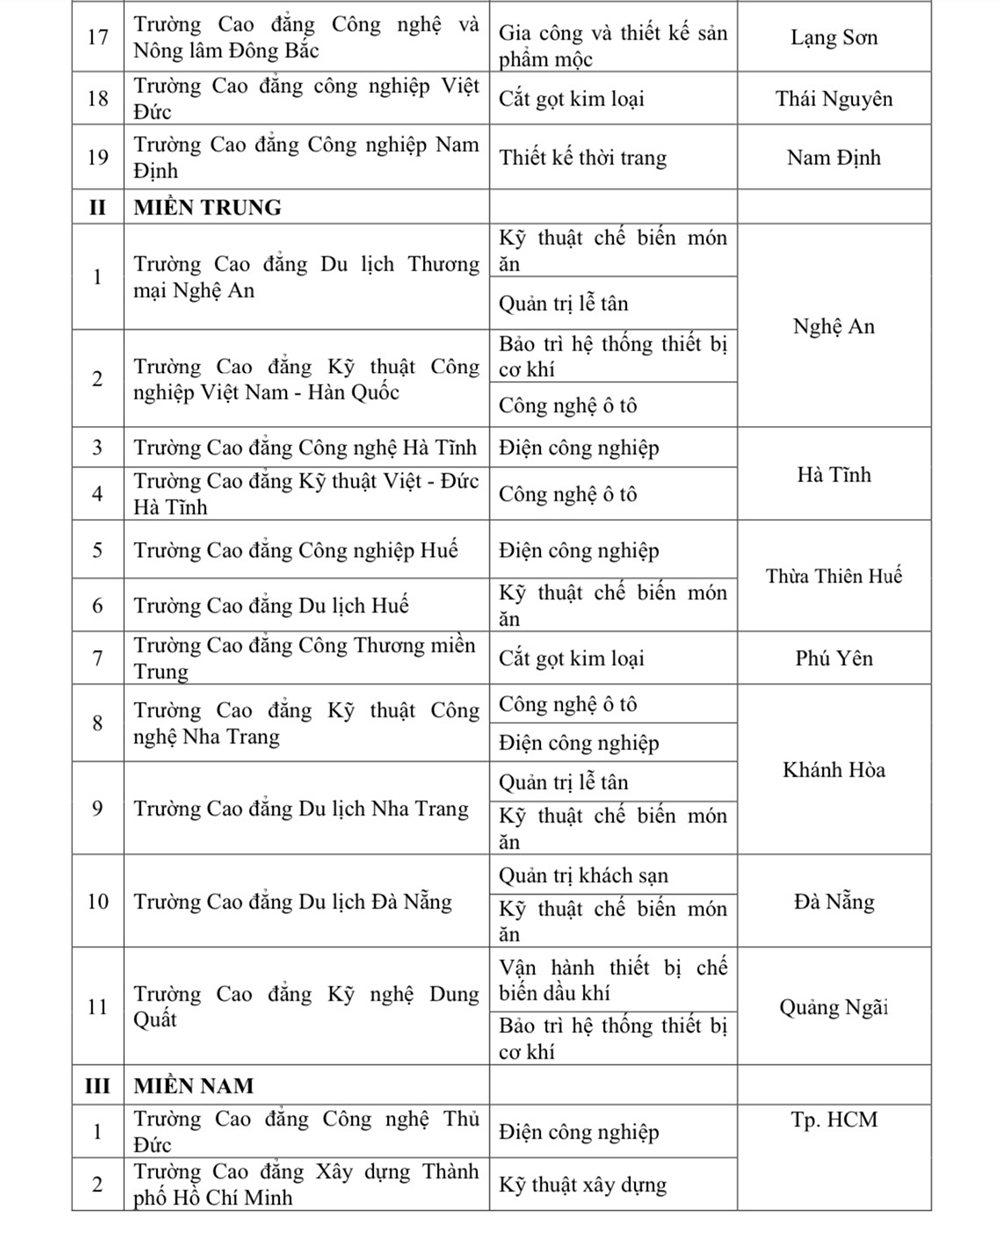 17
Trường Cao đẳng Công nghệ và
Nông lâm Đông Bắc
Gia công và thiết kế sản
phẩm mộc
Lạng Sơn
18
Trường Cao đẳng công nghiệp Việt
Đức
Cắt gọt kim loại
Thái Nguyên
19
Trường Cao đẳng Công nghiệp Nam
Định
Thiết kế thời trang
Nam Định
II
MIỀN TRUNG
1
Trường Cao đẳng Du lịch Thương
mại Nghệ An
Kỹ thuật chế biến món
ăn
Quản trị lễ tân
Nghệ An
2
Trường Cao đẳng Kỹ thuật Công
nghiệp Việt Nam - Hàn Quốc
Bảo trì hệ thống thiết bị
cơ khí
Công nghệ ô tô
3
Trường Cao đẳng Công nghệ Hà Tĩnh
Điện công nghiệp
Hà Tĩnh
4
Trường Cao đẳng Kỹ thuật Việt - Đức
Hà Tĩnh
Công nghệ ô tô
5
Trường Cao đẳng Công nghiệp Huế
Điện công nghiệp
Thừa Thiên Huế
6
Trường Cao đẳng Du lịch Huế
Kỹ thuật chế biến món
ăn
7
Trường Cao đẳng Công Thương miền
Trung
Cắt gọt kim loại
Phú Yên
8
Trường Cao đẳng Kỹ thuật Công
nghệ Nha Trang
Công nghệ ô tô
Điện công nghiệp
Khánh Hòa
9
Trường Cao đẳng Du lịch Nha Trang
Quản trị lễ tân
Kỹ thuật chế biến món
ăn
10
Trường Cao đẳng Du lịch Đà Nẵng
Quản trị khách sạn
Kỹ thuật chế biến món
ăn
Đà Nẵng
11
Trường Cao đẳng Kỹ nghệ Dung
Quất
Vận hành thiết bị chế
biến dầu khí
Bảo trì hệ thống thiết bị
cơ khí
Quảng Ngãi
III
MIỀN NAM
1
Trường Cao đẳng Công nghệ Thủ
Đức
Điện công nghiệp
Tp. HCM
2
Trường Cao đẳng Xây dựng Thành
phố Hồ Chí Minh
Kỹ thuật xây dựng